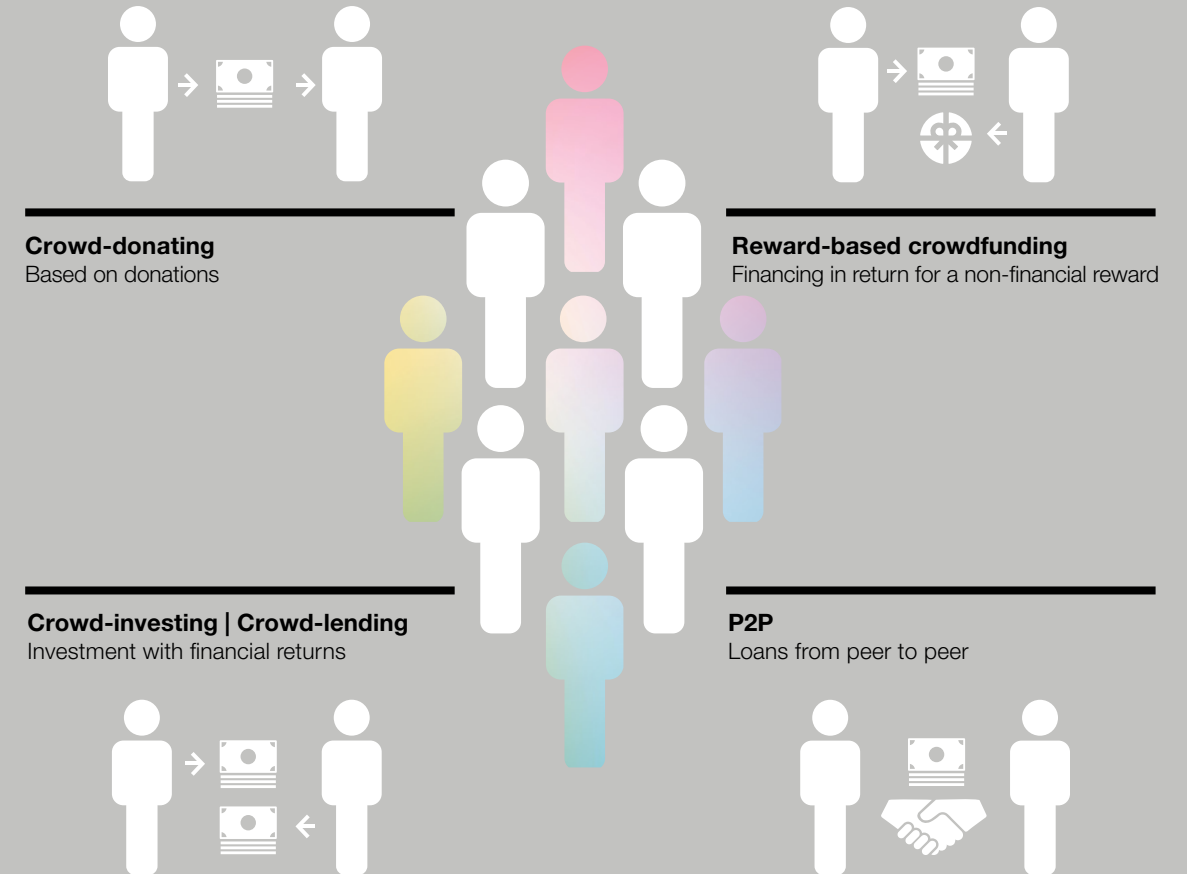 Crowd-donating
Based on donations
Reward-based crowdfunding
Financing in return for a non-financial reward
Crowd-investing | Crowd-lending
Investment with financial returns
P2P
Loans from peer to peer